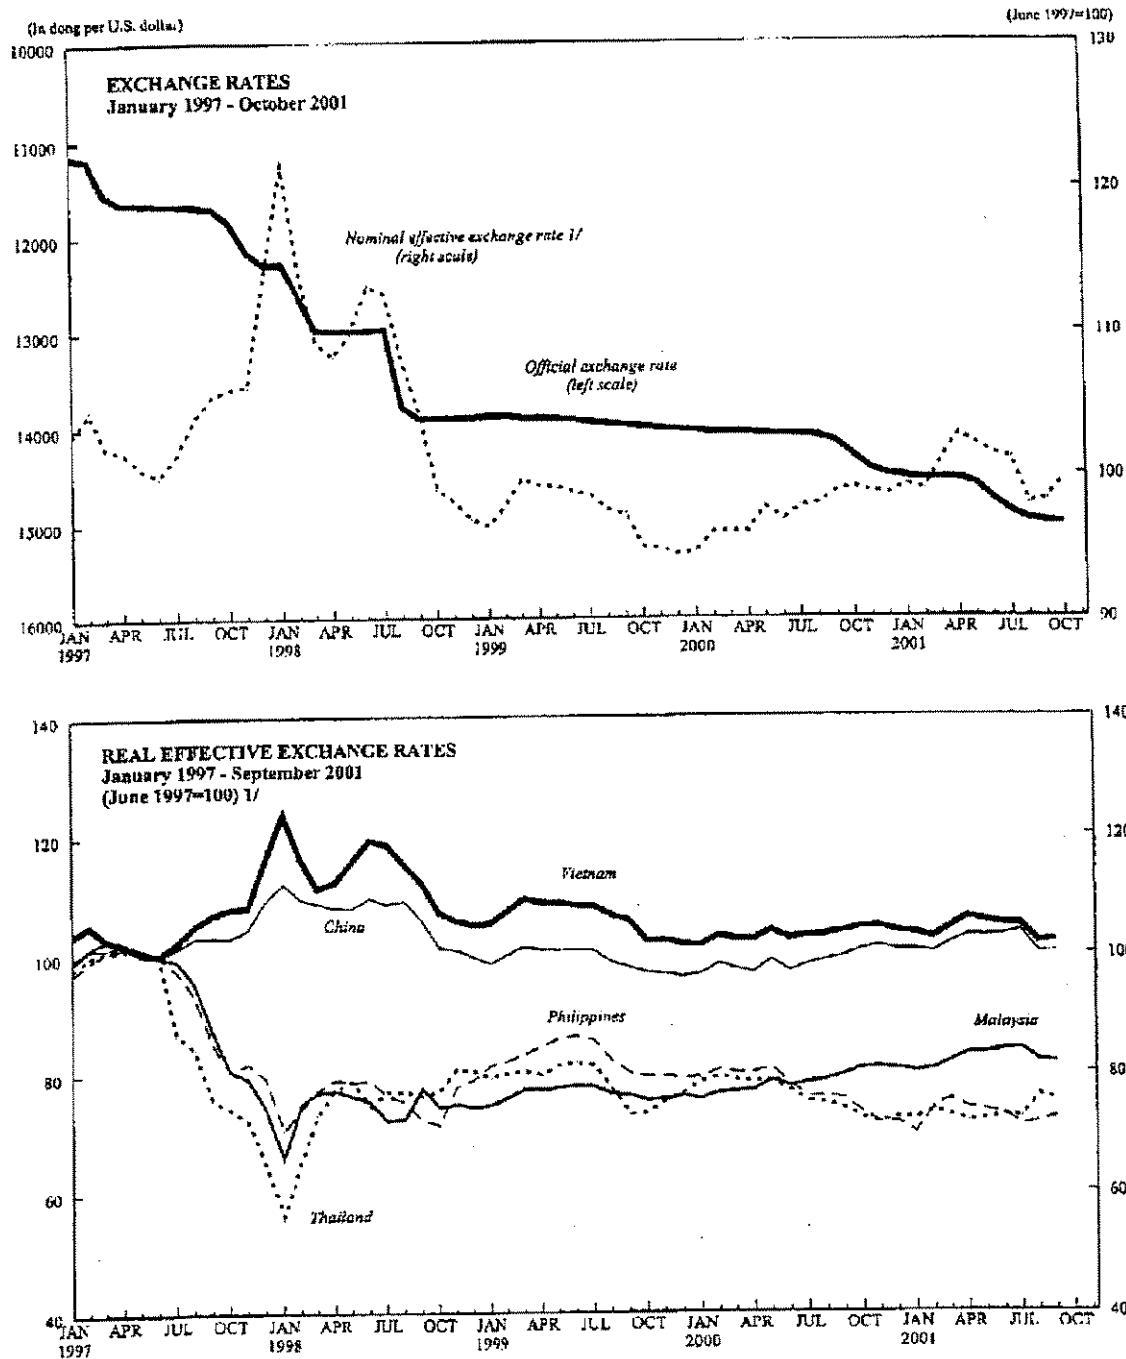 (In dong per U.S. dollar)
(June 1997=100)
10000
130
EXCHANGE RATES
January 1997 - October 2001
11000
120
12000
Nominal effective exchange rate 1/
(right scale)
110
13000
Official exchange rate
(left scale)
14000
100
15000
90
16000
JAN APR JUL OCT JAN APR JUL OCT JAN APR JUL OCT JAN APR JUL OCT JAN APR JUL OCT
1997 1998 1999 2000 2001
140
140
REAL EFFECTIVE EXCHANGE RATES
January 1997 - September 2001
(June 1997=100) 1/
120
120
Vietnam
China
100
100
Philippines
Malaysia
80
80
60
60
Thailand
40
40
JAN APR JUL OCT JAN APR JUL OCT JAN APR JUL OCT JAN APR JUL OCT JAN APR JUL OCT
1997 1998 1999 2000 2001